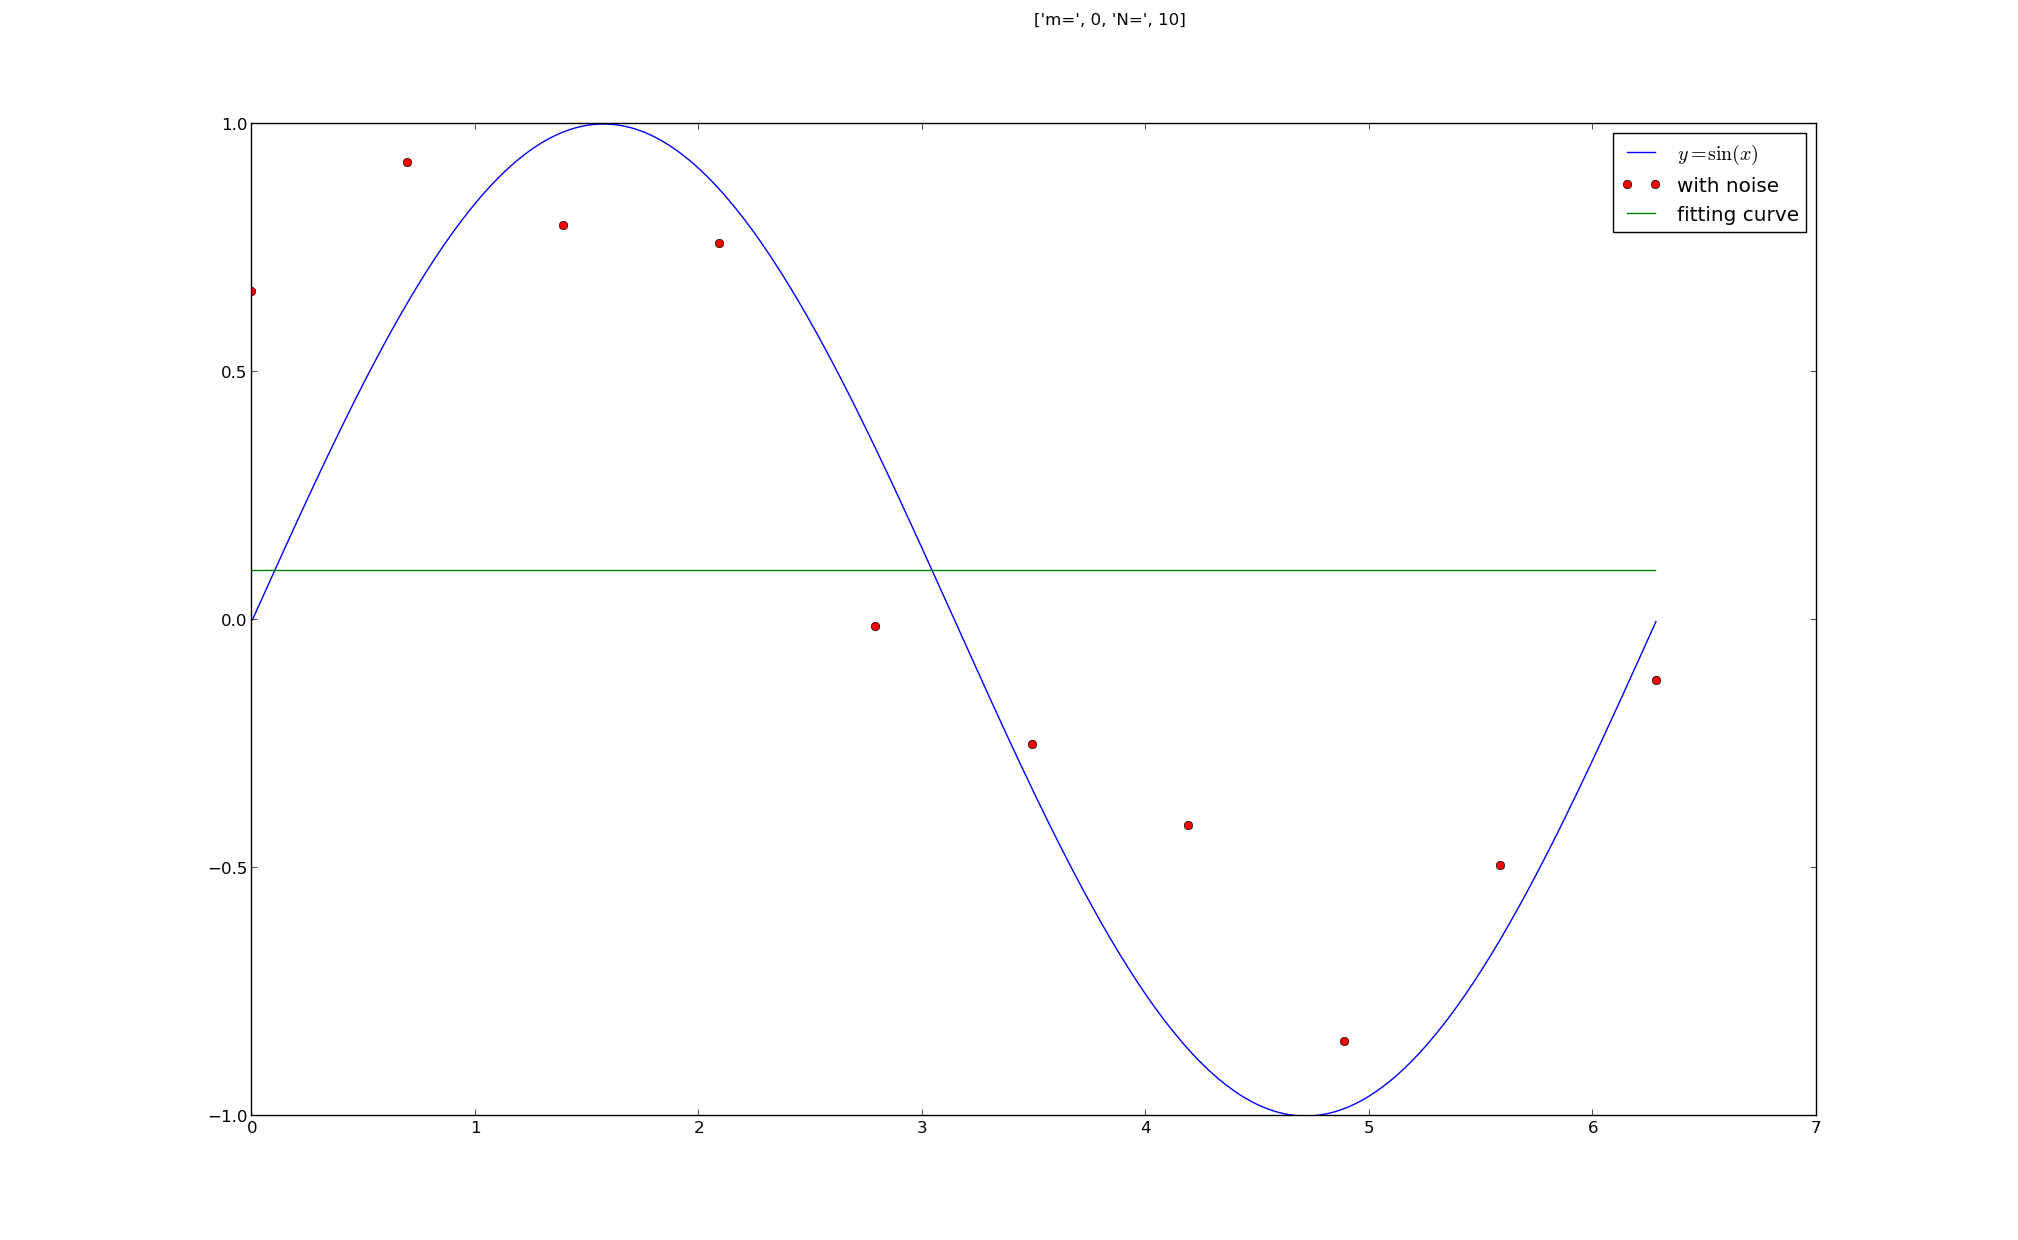 ['m=', 0, 'N=', 10]
1.0
0.5
0.0
−0.5
−1.0
0 1 2 3 4 5 6 7
y=sin(x)
with noise
fitting curve